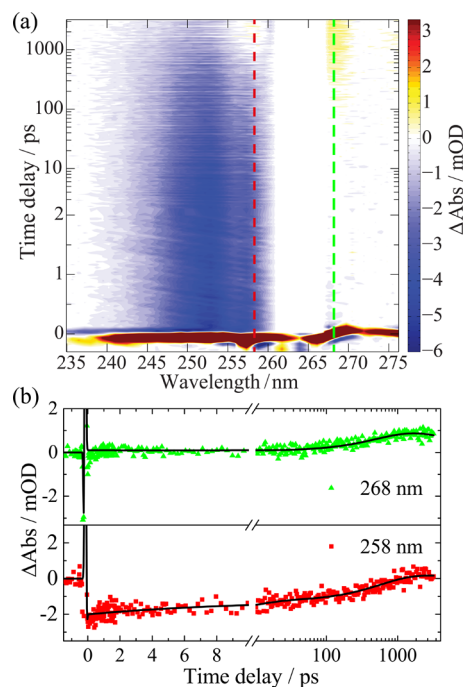 (a)
1000
100
10
2
1
0
Time delay / ps
235 240 245 250 255 260 265 270 275
Wavelength / nm
3
2
1
0
-1
-2
-3
-4
-5
-6
ΔAbs / mOD
(b)
2
0
-2
268 nm
0
-2
258 nm
ΔAbs / mOD
0 2 4 6 8 100 1000
Time delay / ps